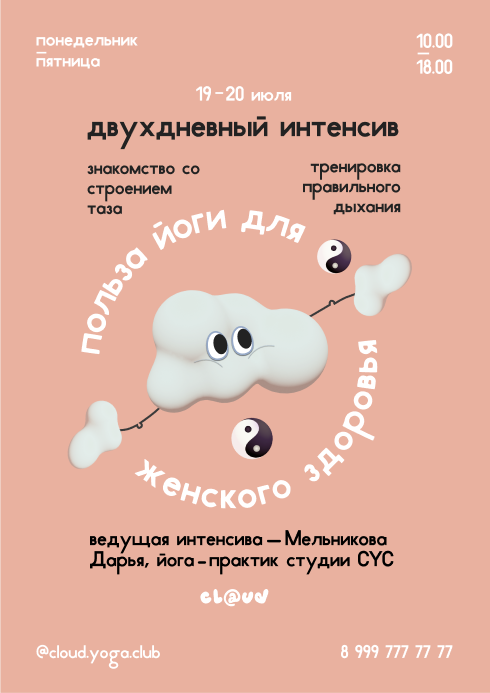 понедельник
–
пятница
10.00
–
18.00
19–20 июля
двухдневный интенсив
знакомство со
строением
таза
тренировка
правильного
дыхания
польза йоги для
женского здоровья
ведущая интенсива — Мельникова
Дарья, йога-практик студии CYC
cl@ud
@cloud.yoga.club
8 999 777 77 77